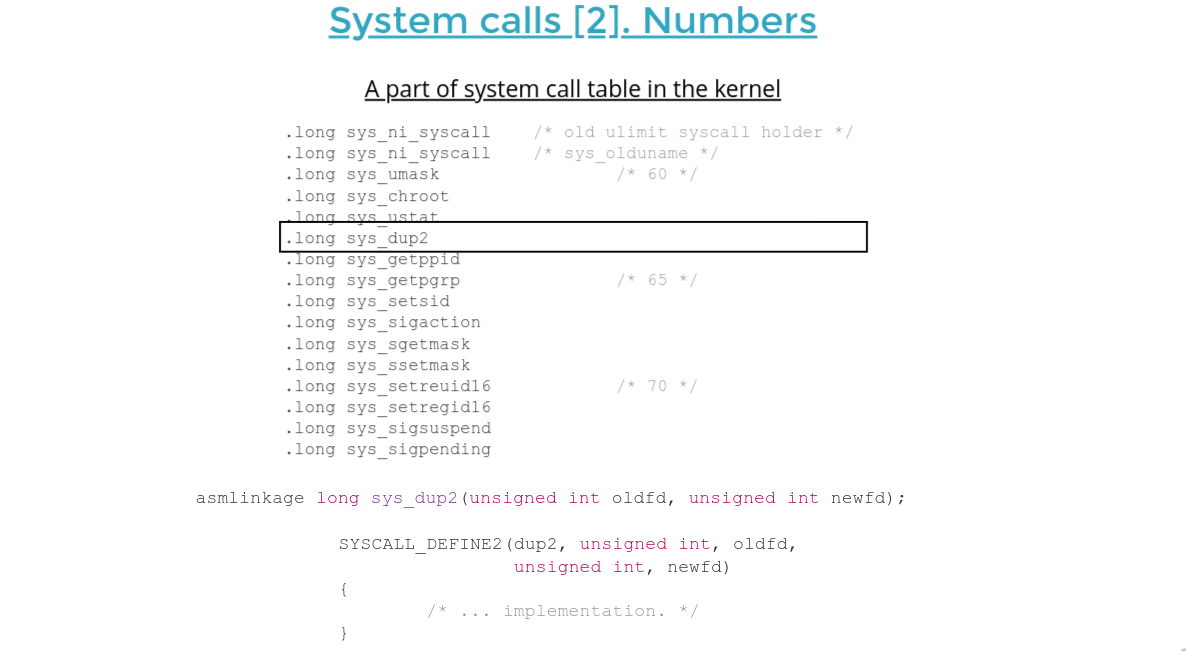 System calls [2]. Numbers
A part of system call table in the kernel
.long sys_ni_syscall /* old ulimit syscall holder */
.long sys_ni_syscall /* sys_olduname */
.long sys_umask /* 60 */
.long sys_chroot
.long sys_ustat
.long sys_dup2
.long sys_getppid
.long sys_getpgrp /* 65 */
.long sys_setsid
.long sys_sigaction
.long sys_sgetmask
.long sys_ssetmask
.long sys_setreuid16 /* 70 */
.long sys_setregid16
.long sys_sigsuspend
.long sys_sigpending
asmlinkage long sys_dup2(unsigned int oldfd, unsigned int newfd);
SYSCALL_DEFINE2(dup2, unsigned int, oldfd,
unsigned int, newfd)
{
/* ... implementation. */
}